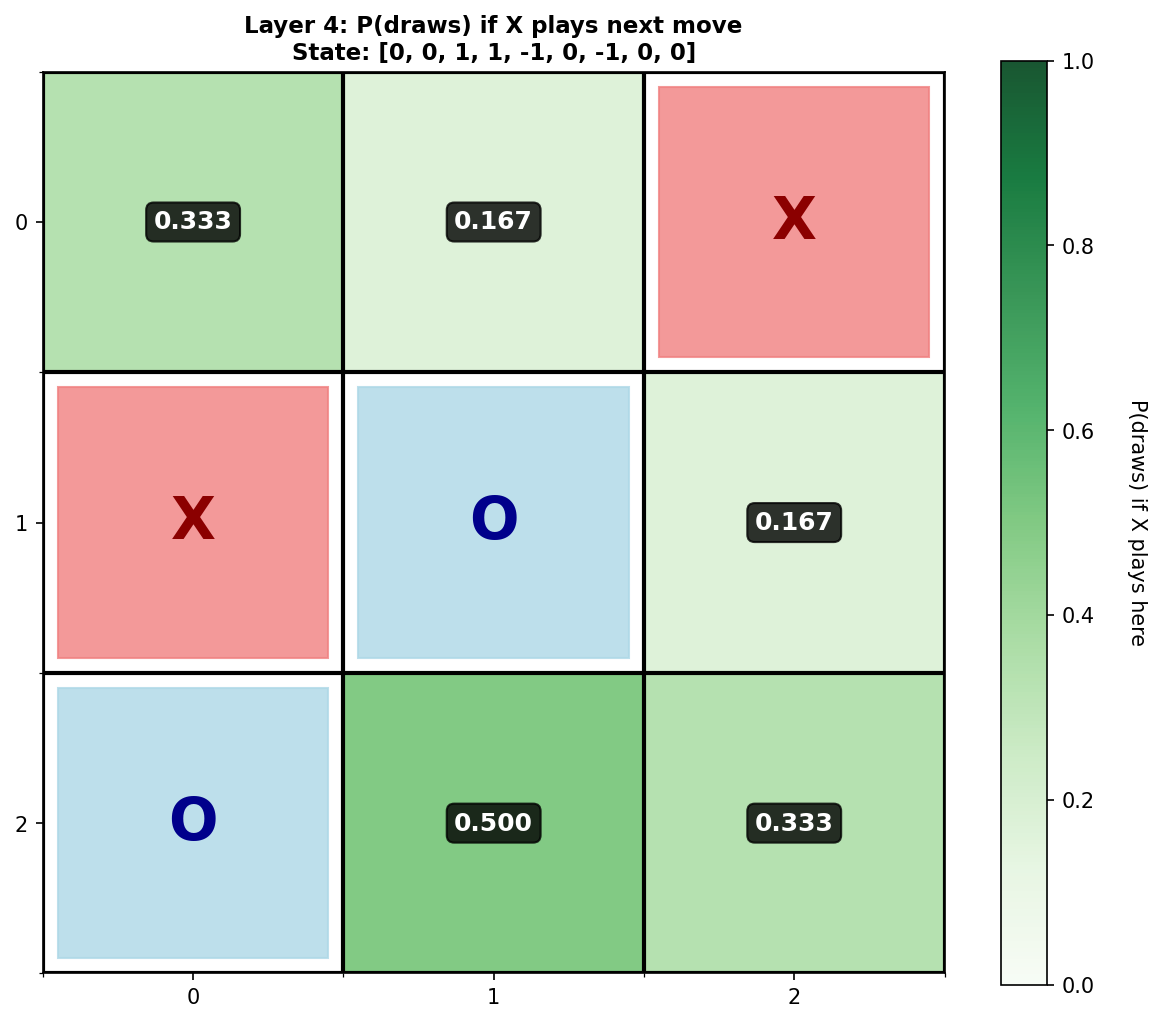 Layer 4: P(draws) if X plays next move
State: [0, 0, 1, 1, -1, 0, -1, 0, 0]
0
0.333
0.167
X
1
X
O
0.167
2
O
0.500
0.333
0
1
2
1.0
0.8
0.6
0.4
0.2
0.0
P(draws) if X plays here